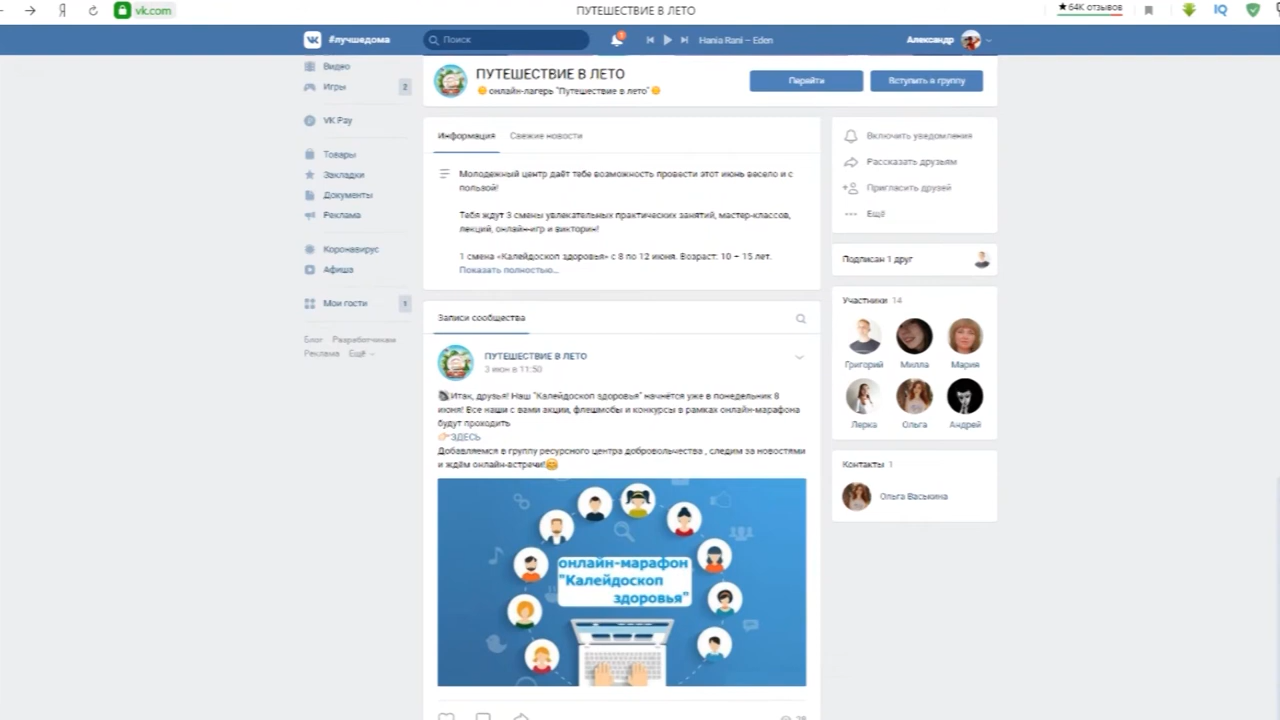 vk.com
ПУТЕШЕСТВИЕ В ЛЕТО
64K отзывов
#лучшедома
Поиск
Hania Rani – Eden
Александр
Видео
Игры
2
VK Pay
Товары
Закладки
Документы
Реклама
Коронавирус
Афиша
Мои гости
1
Блог Разработчикам
Реклама Ещё
ПУТЕШЕСТВИЕ В ЛЕТО
онлайн-лагерь "Путешествие в лето"
Перейти
Вступить в группу
Информация Свежие новости
Молодежный центр даёт тебе возможность провести этот июнь весело и с
пользой!
Тебя ждут 3 смены увлекательных практических занятий, мастер-классов,
лекций, онлайн-игр и викторин!
1 смена «Калейдоскоп здоровья» с 8 по 12 июня. Возраст: 10 – 15 лет.
Показать полностью...
Записи сообщества
ПУТЕШЕСТВИЕ В ЛЕТО
3 июн в 11:50
Итак, друзья! Наш "Калейдоскоп здоровья" начнётся уже в понедельник 8
июня! Все наши с вами акции, флешмобы и конкурсы в рамках онлайн-марафона
будут проходить
ЗДЕСЬ
Добавляемся в группу ресурсного центра добровольчества , следим за новостями
и ждём онлайн-встречи!
онлайн-марафон
"Калейдоскоп
здоровья"
Включить уведомления
Рассказать друзьям
Пригласить друзей
Ещё
Подписан 1 друг
Участники 14
Григорий Милла Мария
Лерка Ольга Андрей
Контакты 1
Ольга Васькина